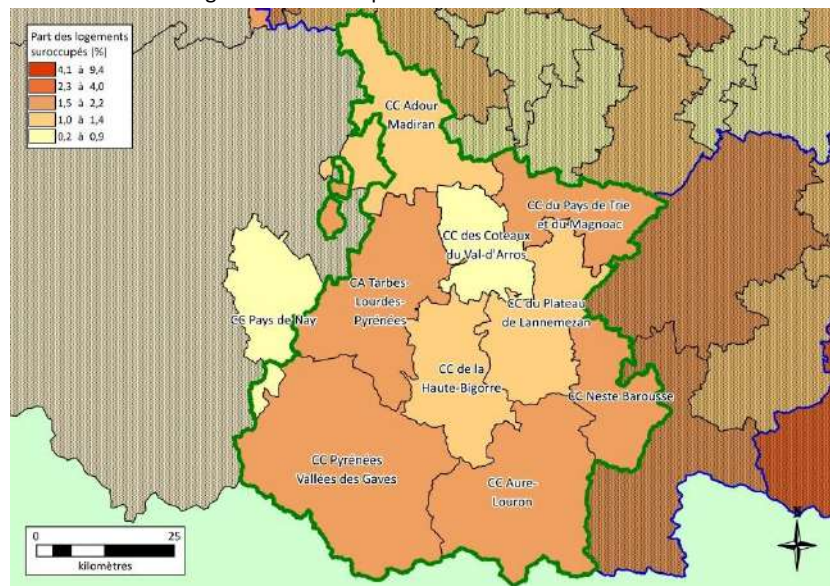 Part des logements
suroccupés (%)
4,1 à 9,4
2,3 à 4,0
1,5 à 2,2
1,0 à 1,4
0,2 à 0,9
CC Adour
Madiran
CC du Pays de Trie
et du Magnoac
CC des Coteaux
du Val-d'Arros
CA Tarbes-
Lourdes-
Pyrénées
CC Pays de Nay
CC du Plateau
de Lannemezan
CC de la
Haute-Bigorre
CC Neste Barousse
CC Pyrénées
Vallées des Gaves
CC Aure-
Louron
0 25
kilomètres
N